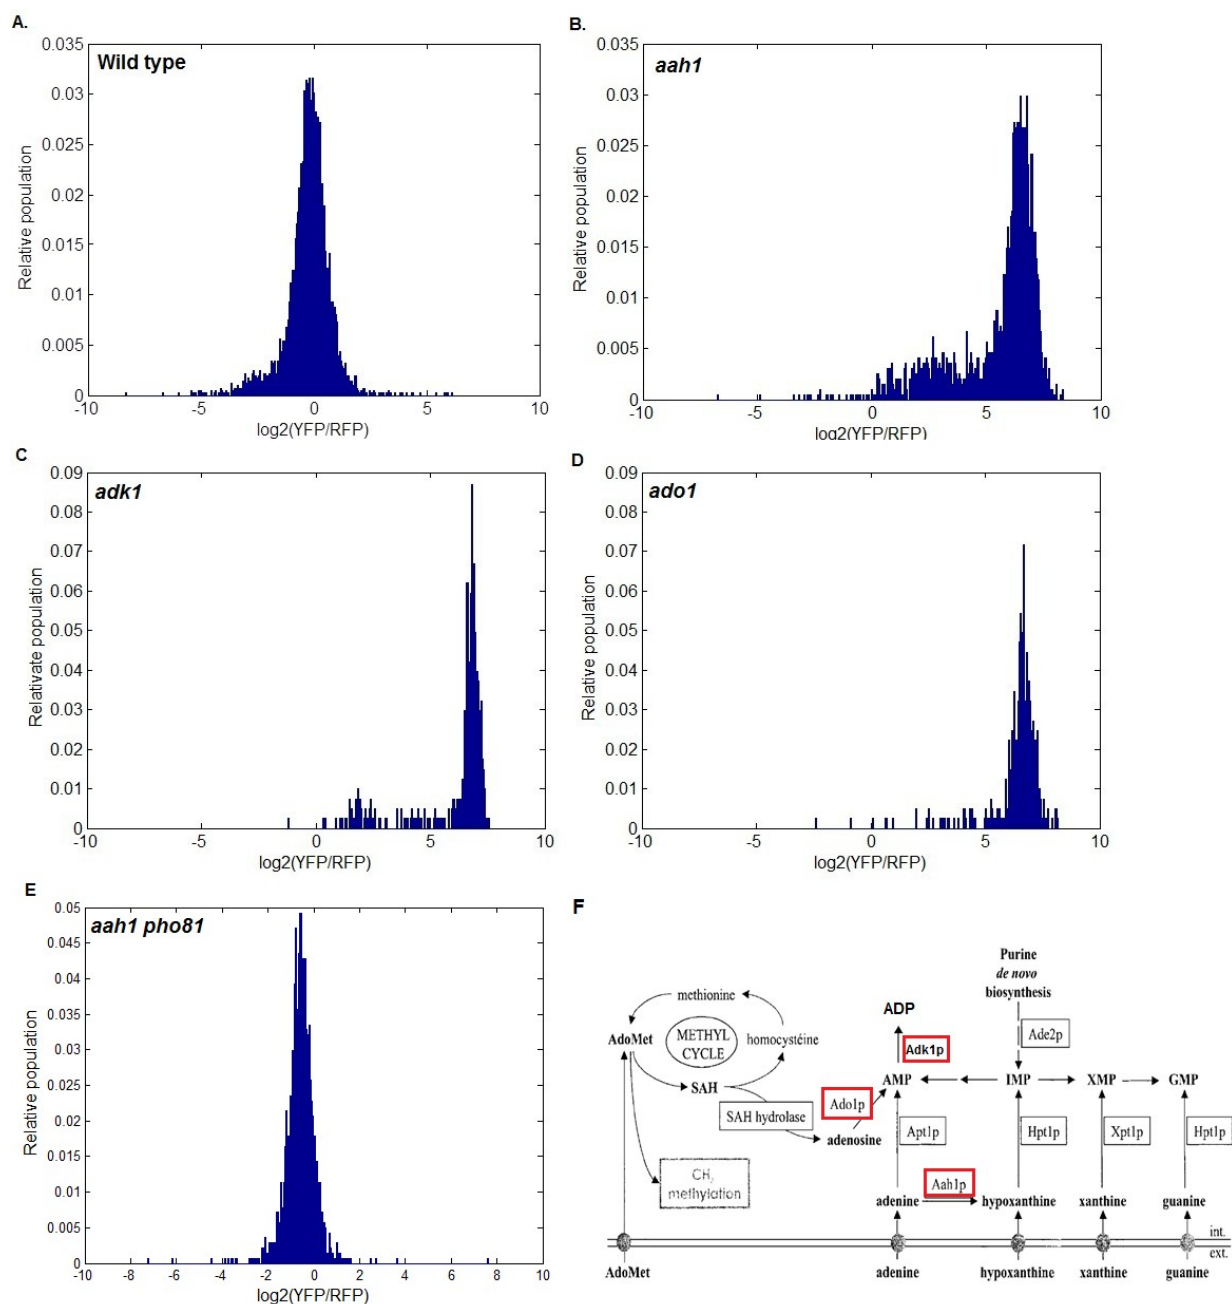 A.
Wild type
0.035
0.03
0.025
0.02
0.015
0.01
0.005
0
-10
-5
0
5
10
Relative population
log2(YFP/RFP)
B.
aah1
0.035
0.03
0.025
0.02
0.015
0.01
0.005
0
-10
-5
0
5
10
Relative population
log2(YFP/RFP)
C
adk1
0.09
0.08
0.07
0.06
0.05
0.04
0.03
0.02
0.01
0
-10
-5
0
5
10
Relativate population
log2(YFP/RFP)
D
ado1
0.09
0.08
0.07
0.06
0.05
0.04
0.03
0.02
0.01
0
-10
-5
0
5
10
Relative population
log2(YFP/RFP)
E
aah1 pho81
0.05
0.045
0.04
0.035
0.03
0.025
0.02
0.015
0.01
0.005
0
-10
-8
-6
-4
-2
0
2
4
6
8
10
Relative population
log2(YFP/RFP)
F
Purine
de novo
biosynthesis
methionine
ADP
AdoMet
METHYL
CYCLE
homocystéine
Adk1p
Ade2p
SAH
AMP
IMP
XMP
GMP
SAH hydrolase
Ado1p
adenosine
Apt1p
Hpt1p
Xpt1p
Hpt1p
CH3
methylation
Aah1p
adenine
hypoxanthine
xanthine
guanine
int.
ext.
AdoMet
adenine
hypoxanthine
xanthine
guanine